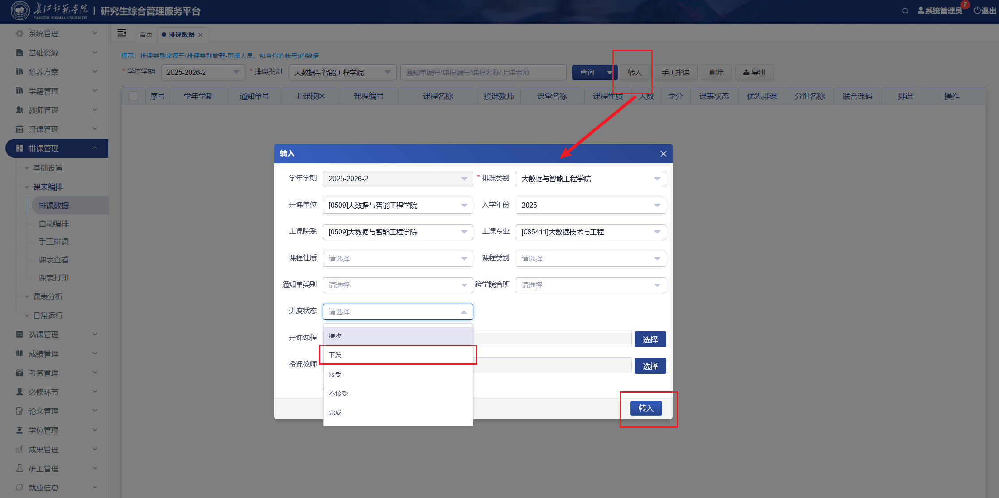 长江师范学院 | 研究生综合管理服务平台
YANGTZE NORMAL UNIVERSITY
系统管理员 7 退出
系统管理
基础资源
培养方案
学籍管理
教师管理
开课管理
排课管理
基础设置
课表编排
排课数据
自动编排
手工排课
课表查看
课表打印
课表分析
日常运行
选课管理
成绩管理
考务管理
必修环节
论文管理
学位管理
成果管理
研工管理
就业信息
首页 排课数据
提示：排课类别来源于(排课类别管理-可操人员，包含你的帐号)的数据
* 学年学期 2025-2026-2 * 排课类别 大数据与智能工程学院 通知单编号/课程编号/课程名称/上课老师 查询 转入 手工排课 删除 导出
序号 学年学期 通知单号 上课校区 课程编号 课程名称 授课教师 课堂名称 课程性质 人数 学分 课表状态 优先排课 分组名称 联合课码 排课 操作
转入
学年学期 2025-2026-2 * 排课类别 大数据与智能工程学院
开课单位 [0509]大数据与智能工程学院 入学年份 2025
上课院系 [0509]大数据与智能工程学院 上课专业 [085411]大数据技术与工程
课程性质 请选择 课程类别 请选择
通知单类别 请选择 跨学院合班 请选择
进度状态 请选择
开课课程 选择
授课教师 选择
接收
下发
接受
不接受
完成
转入